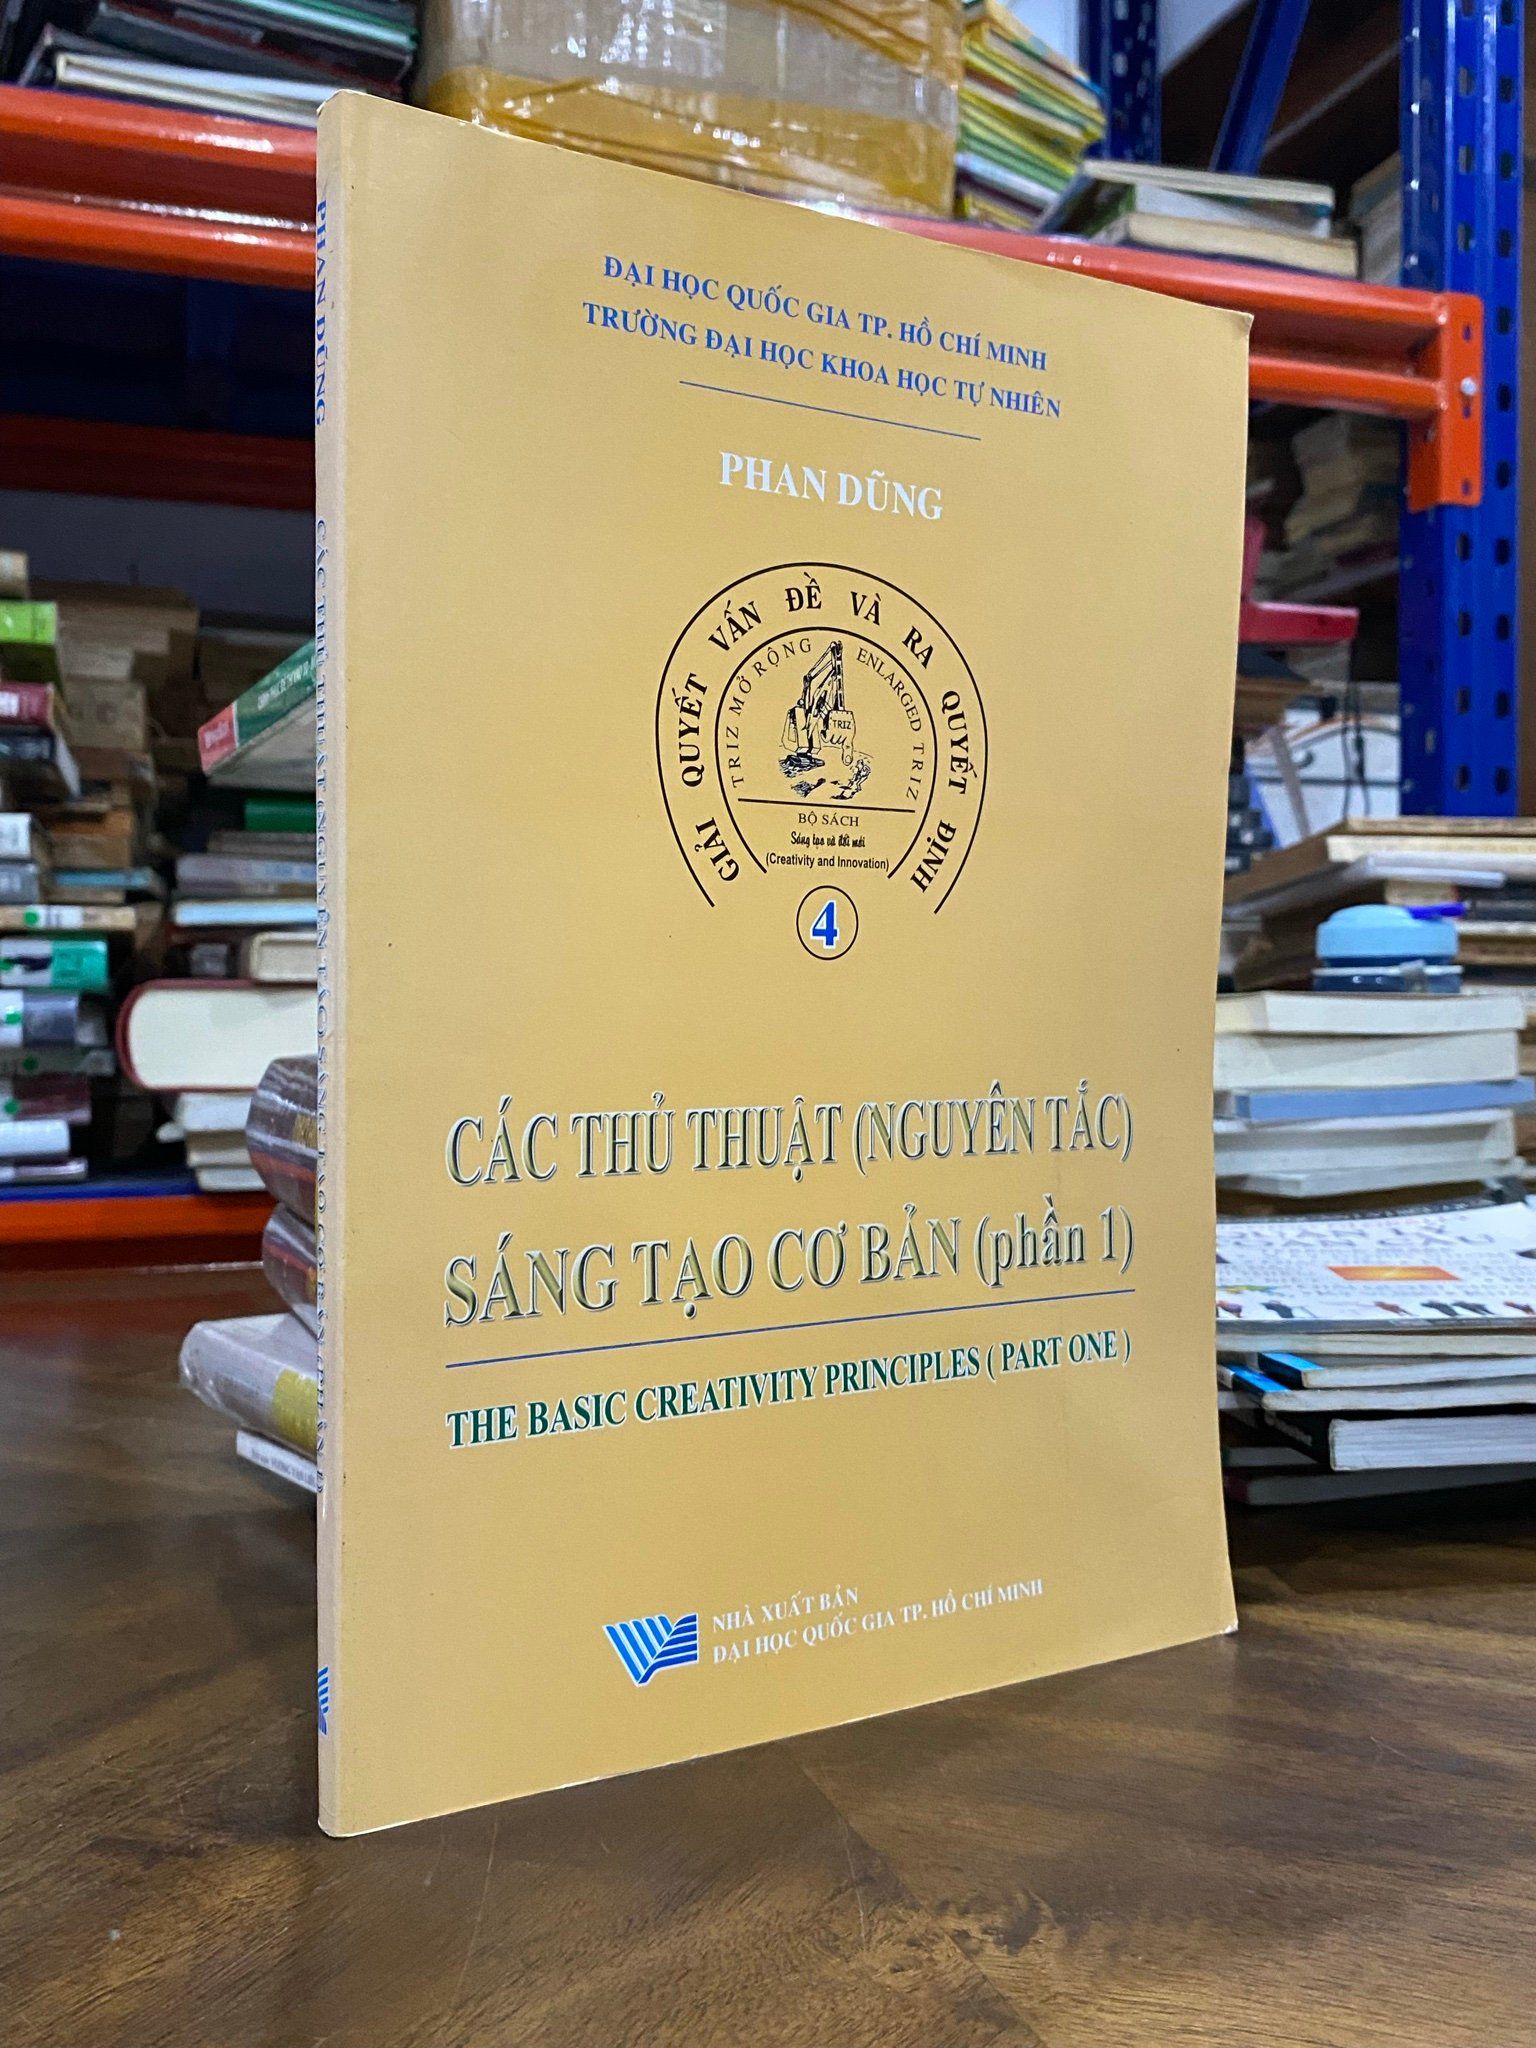 ĐẠI HỌC QUỐC GIA TP. HỒ CHÍ MINH
TRƯỜNG ĐẠI HỌC KHOA HỌC TỰ NHIÊN
PHAN DŨNG
GIẢI QUYẾT VẤN ĐỀ VÀ RA QUYẾT ĐỊNH
TRIZ MỞ RỘNG ENLARGED TRIZ
TRIZ
BỘ SÁCH
Sáng tạo và đổi mới
(Creativity and Innovation)
4
CÁC THỦ THUẬT (NGUYÊN TẮC)
SÁNG TẠO CƠ BẢN (phần 1)
THE BASIC CREATIVITY PRINCIPLES ( PART ONE )
NHÀ XUẤT BẢN
ĐẠI HỌC QUỐC GIA TP. HỒ CHÍ MINH
PHAN DŨNG CÁC THỦ THUẬT (NGUYÊN TẮC) SÁNG TẠO CƠ BẢN (PHẦN 1)